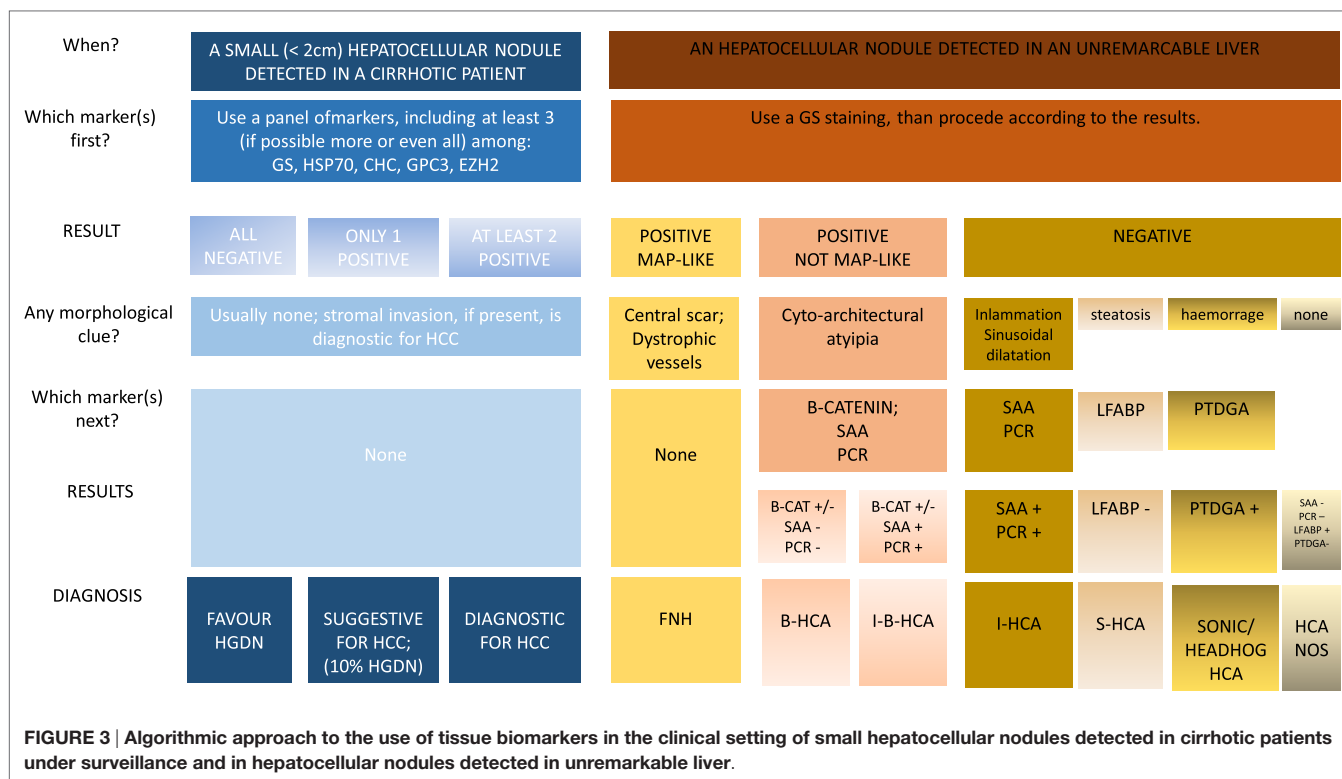 When?
A SMALL (< 2cm) HEPATOCELLULAR NODULE
DETECTED IN A CIRRHOTIC PATIENT
AN HEPATOCELLULAR NODULE DETECTED IN AN UNREMARKABLE LIVER
Which marker(s)
first?
Use a panel ofmarkers, including at least 3
(if possible more or even all) among:
GS, HSP70, CHC, GPC3, EZH2
Use a GS staining, than procede according to the results.
RESULT
ALL
NEGATIVE
ONLY 1
POSITIVE
AT LEAST 2
POSITIVE
POSITIVE
MAP-LIKE
POSITIVE
NOT MAP-LIKE
NEGATIVE
Any morphological
clue?
Usually none; stromal invasion, if present, is
diagnostic for HCC
Central scar;
Dystrophic
vessels
Cyto-architectural
atyipia
Inlammation
Sinusoidal
dilatation
steatosis
haemorrage
none
Which marker(s)
next?
None
None
B-CATENIN;
SAA
PCR
SAA
PCR
LFABP
PTDGA
RESULTS
B-CAT +/-
SAA -
PCR -
B-CAT +/-
SAA +
PCR +
SAA +
PCR +
LFABP -
PTDGA +
SAA -
PCR –
LFABP +
PTDGA-
DIAGNOSIS
FAVOUR
HGDN
SUGGESTIVE
FOR HCC;
(10% HGDN)
DIAGNOSTIC
FOR HCC
FNH
B-HCA
I-B-HCA
I-HCA
S-HCA
SONIC/
HEADHOG
HCA
HCA
NOS
FIGURE 3 | Algorithmic approach to the use of tissue biomarkers in the clinical setting of small hepatocellular nodules detected in cirrhotic patients
under surveillance and in hepatocellular nodules detected in unremarkable liver.